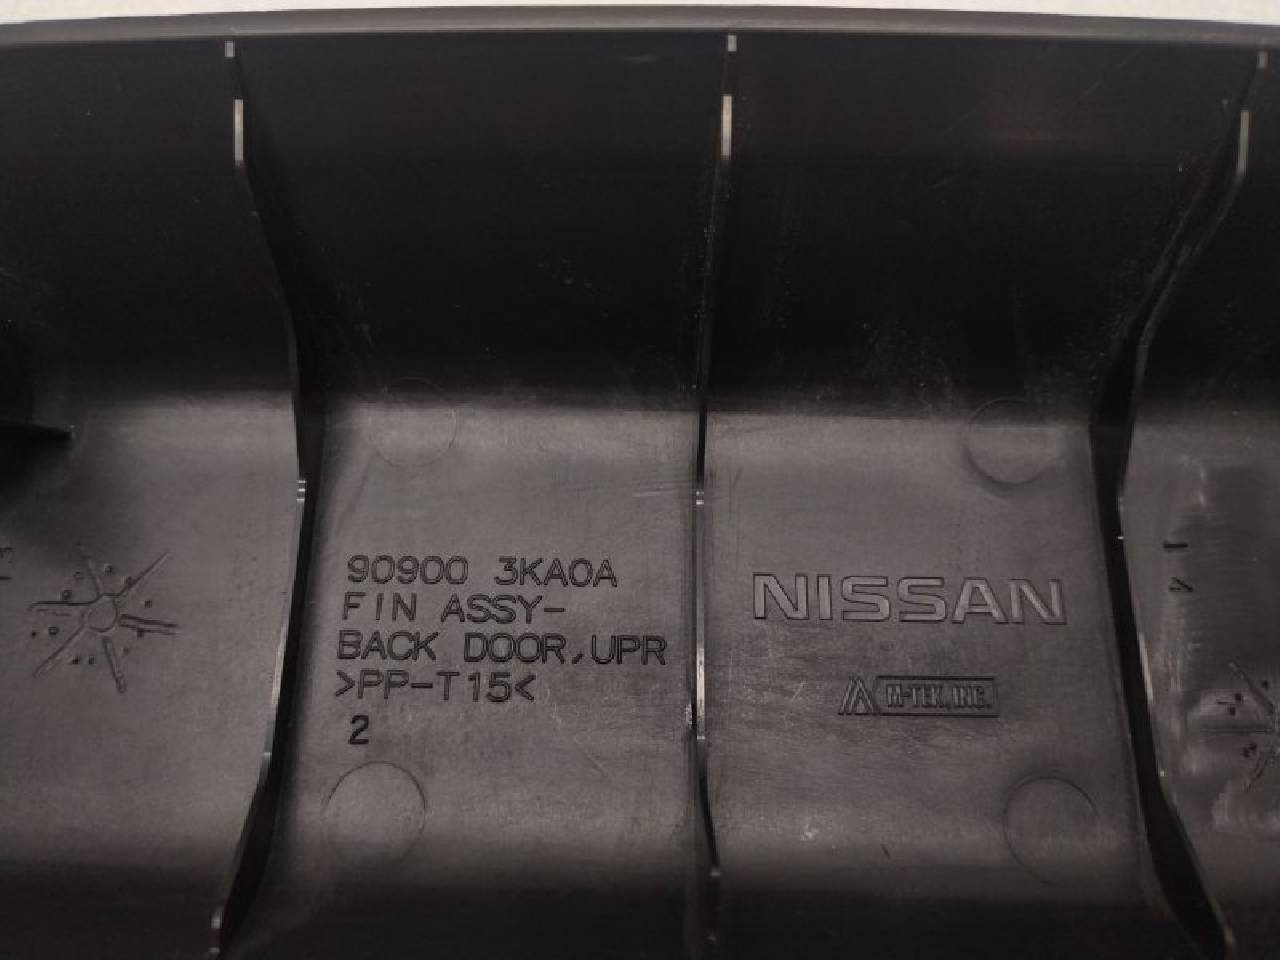 90900 3KA0A
FIN ASSY-
BACK DOOR, UPR
>PP-T15<
2
NISSAN
M-TEK, INC.